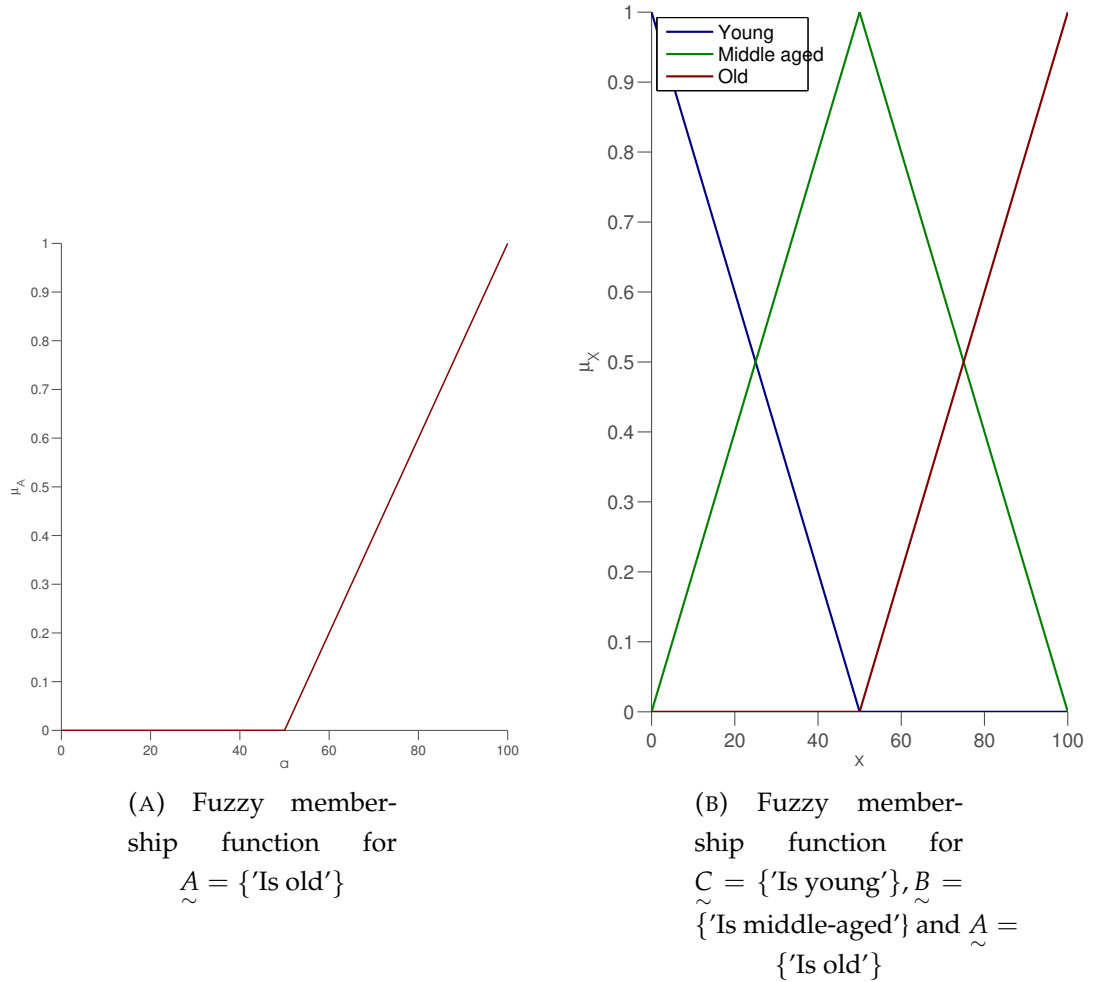 1
0.9
0.8
0.7
0.6
0.5
0.4
0.3
0.2
0.1
0
μA
0 20 40 60 80 100
a
(A) Fuzzy member-
ship function for
A = {'Is old'}
~
Young
Middle aged
Old
1
0.9
0.8
0.7
0.6
0.5
0.4
0.3
0.2
0.1
0
μX
0 20 40 60 80 100
x
(B) Fuzzy member-
ship function for
C = {'Is young'}, B =
~ ~
{'Is middle-aged'} and A =
~
{'Is old'}